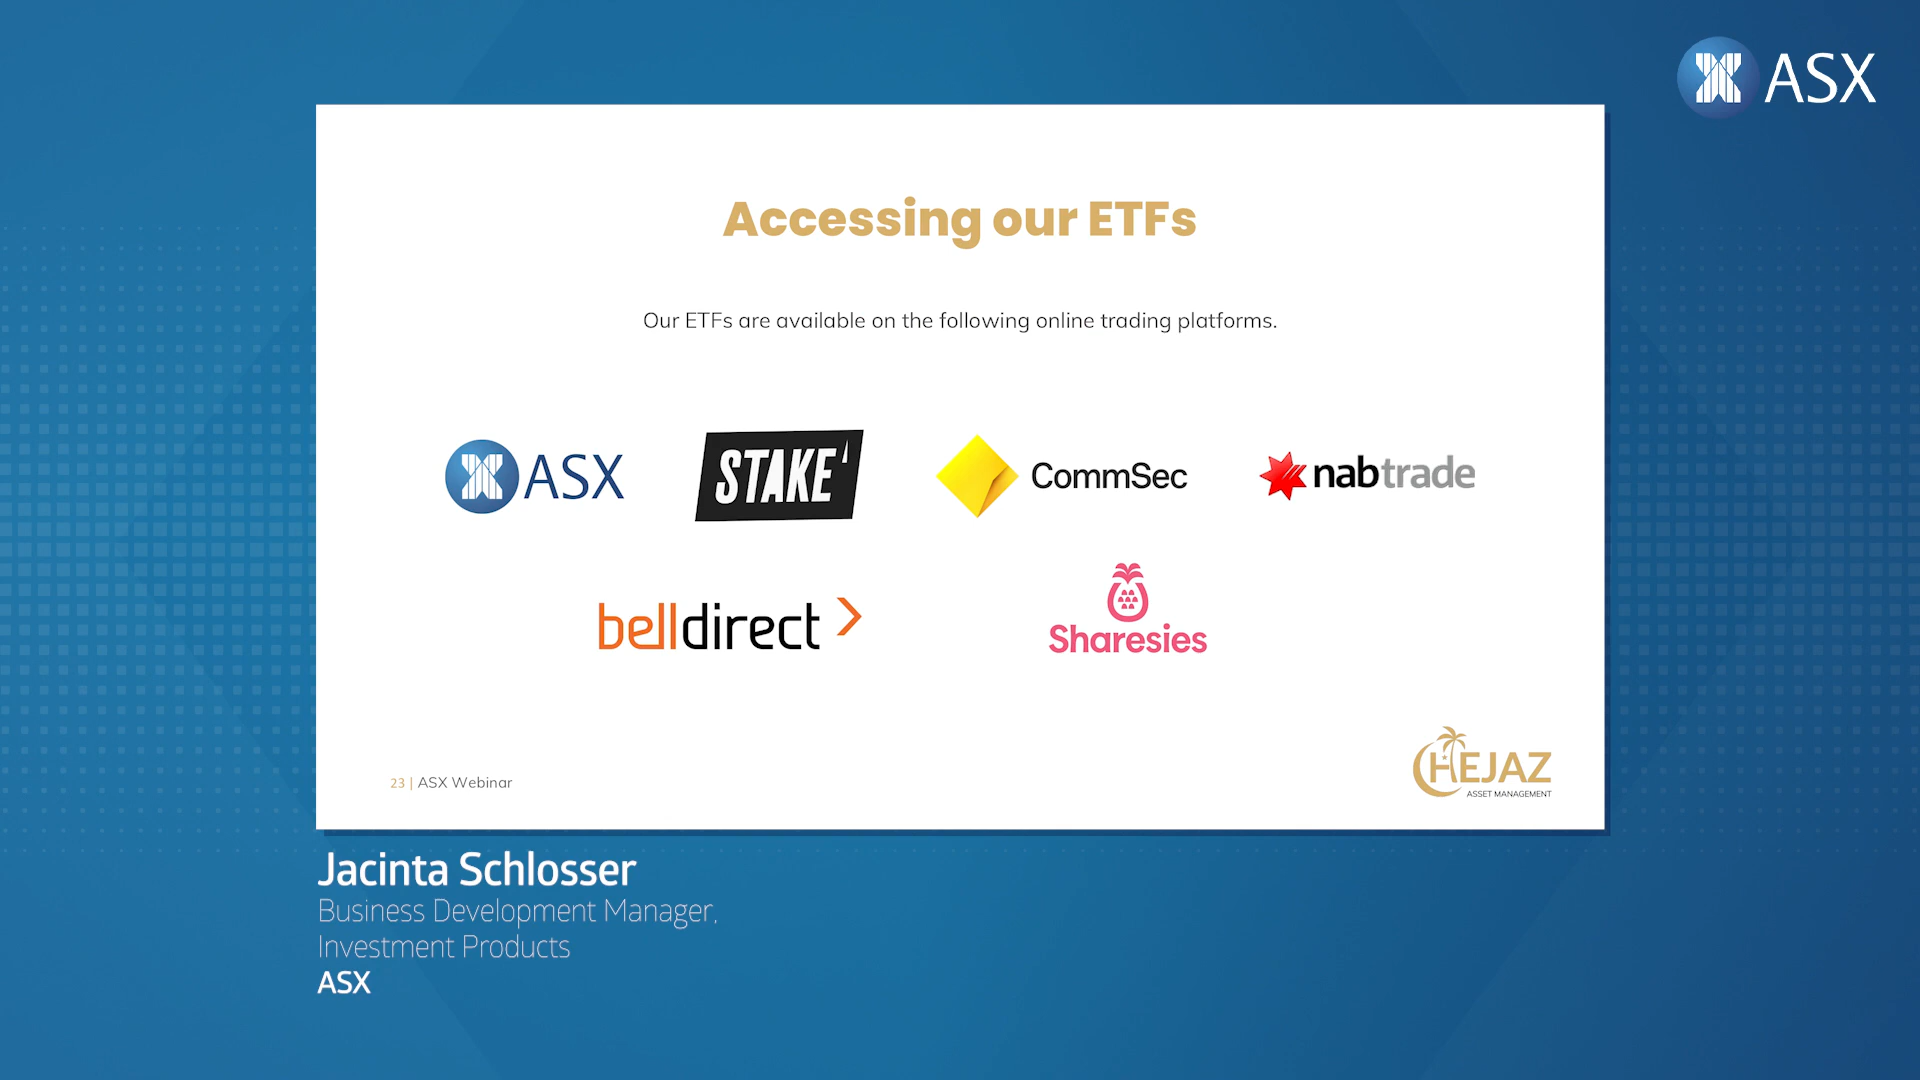 ASX
Accessing our ETFs
Our ETFs are available on the following online trading platforms.
ASX
STAKE
CommSec
nabtrade
belldirect
Sharesies
HEJAZ
ASSET MANAGEMENT
23 | ASX Webinar
Jacinta Schlosser
Business Development Manager,
Investment Products
ASX